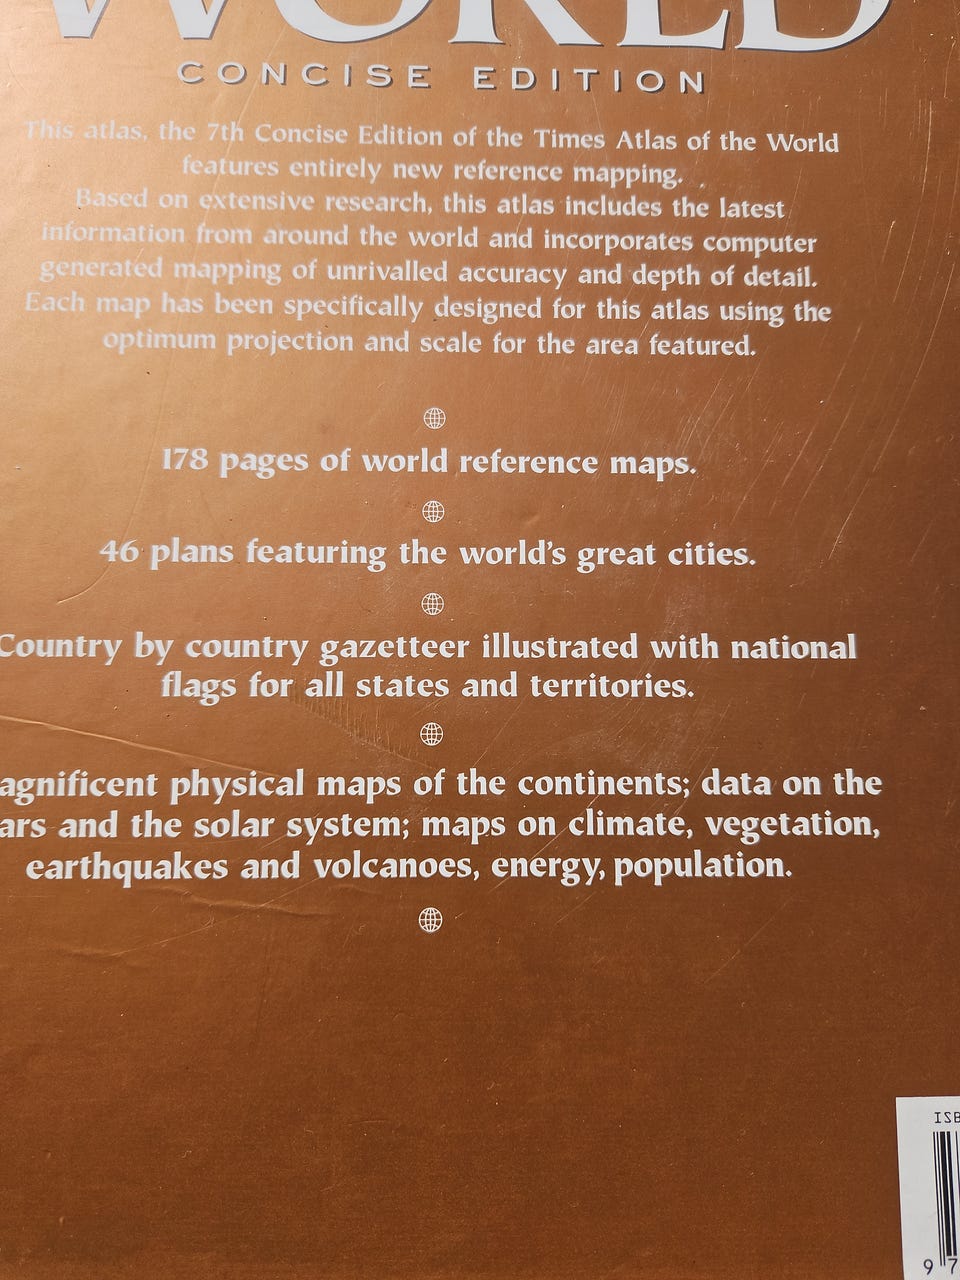 WORLD
CONCISE EDITION
This atlas, the 7th Concise Edition of the Times Atlas of the World
features entirely new reference mapping.
Based on extensive research, this atlas includes the latest
information from around the world and incorporates computer
generated mapping of unrivalled accuracy and depth of detail.
Each map has been specifically designed for this atlas using the
optimum projection and scale for the area featured.
178 pages of world reference maps.
46 plans featuring the world's great cities.
Country by country gazetteer illustrated with national
flags for all states and territories.
agnificent physical maps of the continents; data on the
ars and the solar system; maps on climate, vegetation,
earthquakes and volcanoes, energy, population.
ISB
9 7